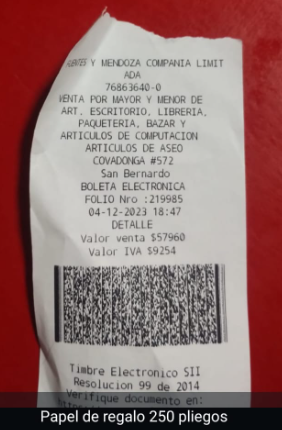 Y MENDOZA COMPANIA LIMIT
ADA
76863640-0
VENTA POR MAYOR Y MENOR DE
ART. ESCRITORIO, LIBRERIA,
PAQUETERIA, BAZAR Y
ARTICULOS DE COMPUTACION
ARTICULOS DE ASEO
COVADONGA #572
San Bernardo
BOLETA ELECTRONICA
FOLIO Nro :219985
04-12-2023 18:47
DETALLE
Valor venta $57960
Valor IVA $9254
Timbre Electronico SII
Resolucion 99 de 2014
Verifique documento en:
Papel de regalo 250 pliegos